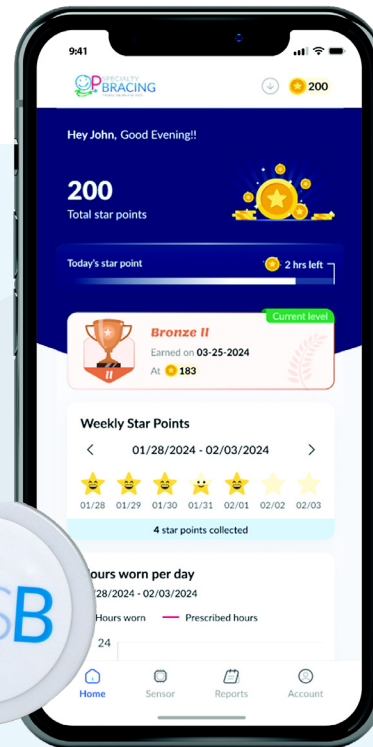 9:41
SPECIALTY
OP BRACING
200
Hey John, Good Evening!!
200
Total star points
Today's star point
2 hrs left
Current level
Bronze II
Earned on 03-25-2024
At 183
II
Weekly Star Points
01/28/2024 - 02/03/2024
01/28 01/29 01/30 01/31 02/01 02/02 02/03
4 star points collected
ours worn per day
/28/2024 - 02/03/2024
Hours worn Prescribed hours
24
SB
Home Sensor Reports Account